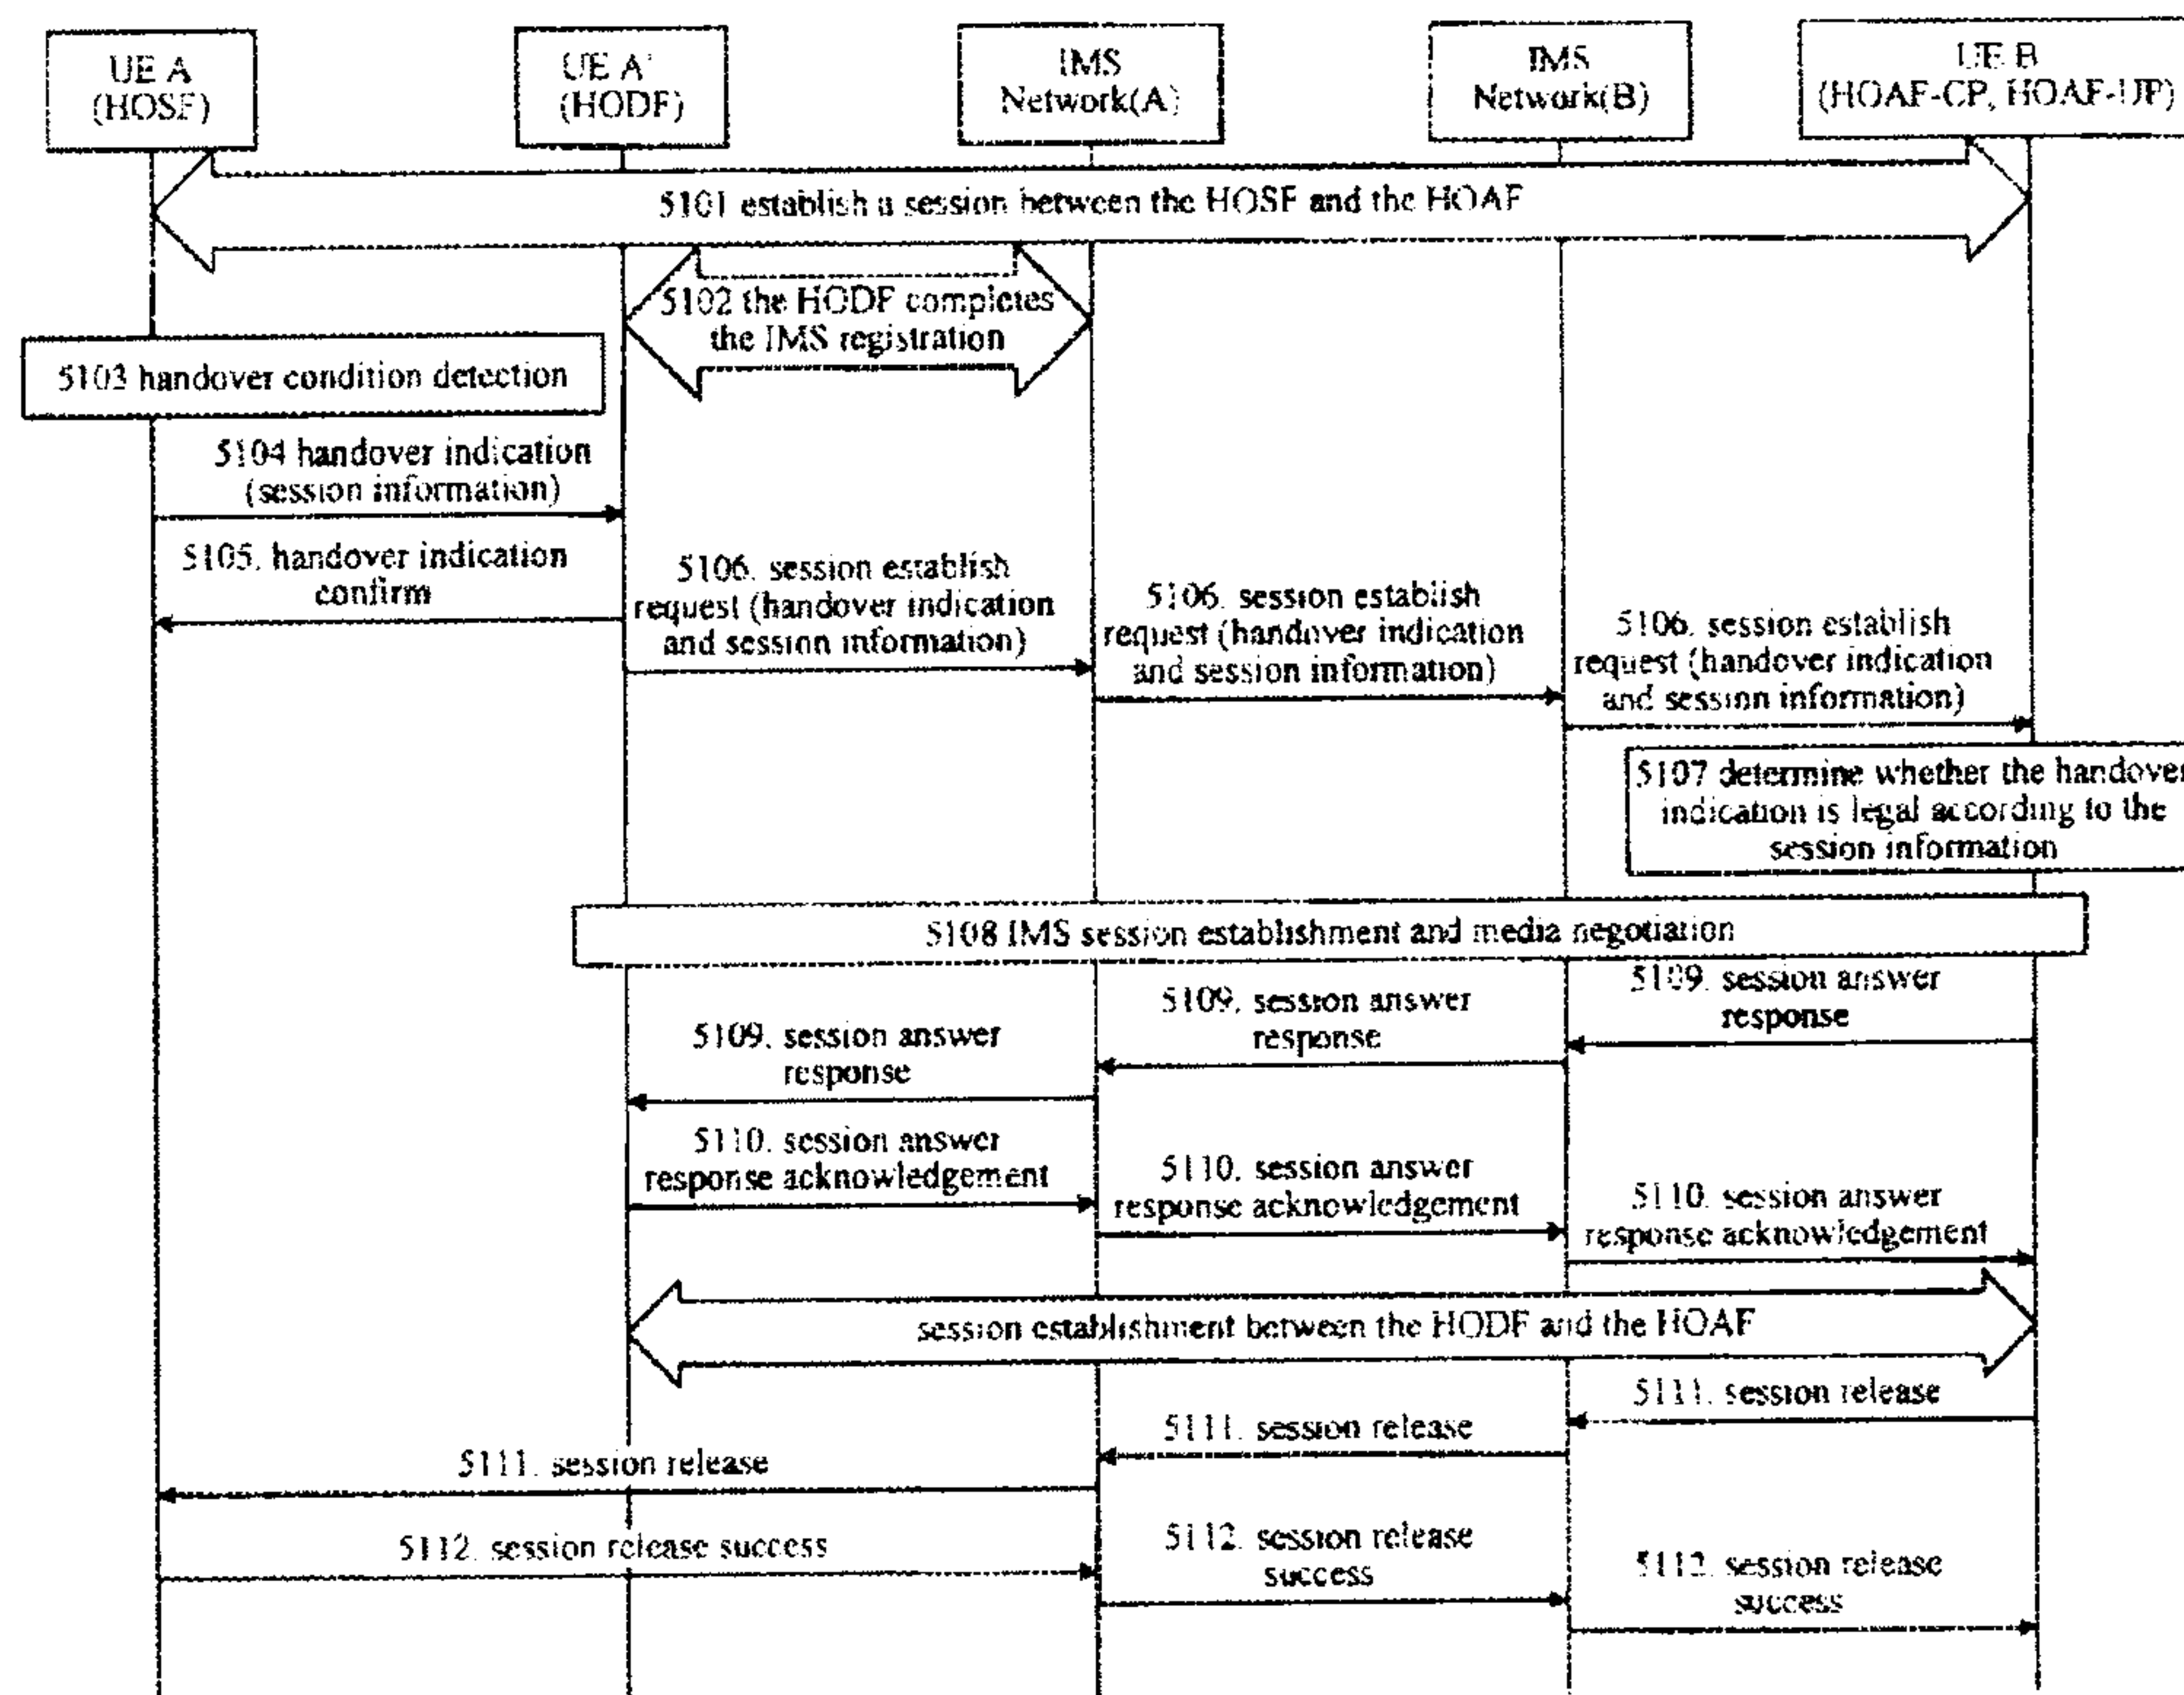 UE A
(HOSF)
UE A'
(HODF)
IMS
Network(A)
IMS
Network(B)
UE B
(HOAF-CP, HOAF-UP)
5101 establish a session between the HOSF and the HOAF
5102 the HODF completes
the IMS registration
5103 handover condition detection
5104 handover indication
(session information)
5105. handover indication
confirm
5106. session establish
request (handover indication
and session information)
5106. session establish
request (handover indication
and session information)
5106. session establish
request (handover indication
and session information)
5107 determine whether the handover
indication is legal according to the
session information
5108 IMS session establishment and media negotiation
5109. session answer
response
5109. session answer
response
5109. session answer
response
5110. session answer
response acknowledgement
5110. session answer
response acknowledgement
5110. session answer
response acknowledgement
session establishment between the HODF and the HOAF
5111. session release
5111. session release
5111. session release
5112. session release success
5112. session release
success
5112. session release
success